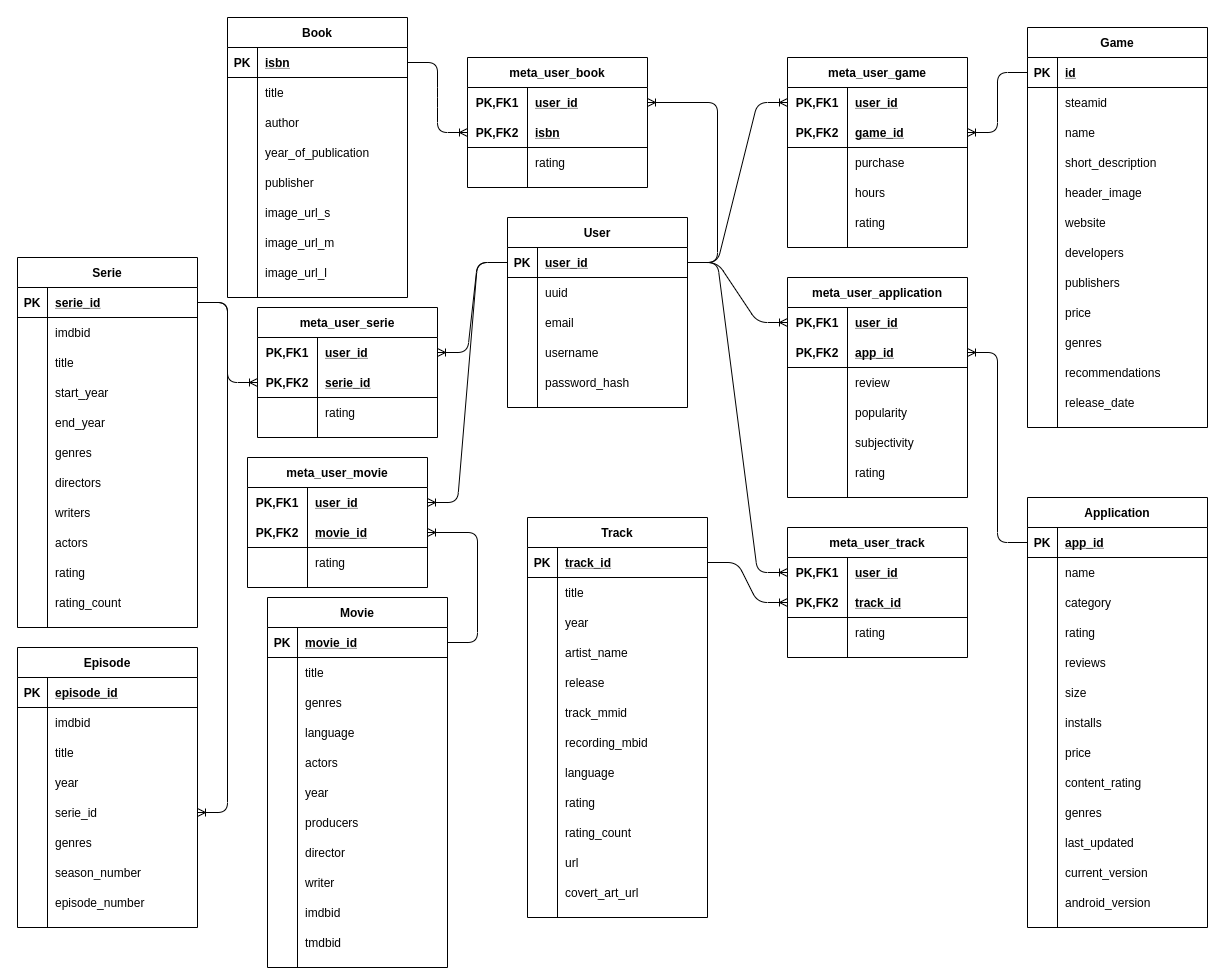 Book
PK isbn
title
author
year_of_publication
publisher
image_url_s
image_url_m
image_url_l
meta_user_book
PK,FK1 user_id
PK,FK2 isbn
rating
meta_user_game
PK,FK1 user_id
PK,FK2 game_id
purchase
hours
rating
Game
PK id
steamid
name
short_description
header_image
website
developers
publishers
price
genres
recommendations
release_date
User
PK user_id
uuid
email
username
password_hash
Serie
PK serie_id
imdbid
title
start_year
end_year
genres
directors
writers
actors
rating
rating_count
meta_user_serie
PK,FK1 user_id
PK,FK2 serie_id
rating
meta_user_application
PK,FK1 user_id
PK,FK2 app_id
review
popularity
subjectivity
rating
meta_user_movie
PK,FK1 user_id
PK,FK2 movie_id
rating
Application
PK app_id
name
category
rating
reviews
size
installs
price
content_rating
genres
last_updated
current_version
android_version
Track
PK track_id
title
year
artist_name
release
track_mmid
recording_mbid
language
rating
rating_count
url
covert_art_url
meta_user_track
PK,FK1 user_id
PK,FK2 track_id
rating
Movie
PK movie_id
title
genres
language
actors
year
producers
director
writer
imdbid
tmdbid
Episode
PK episode_id
imdbid
title
year
serie_id
genres
season_number
episode_number